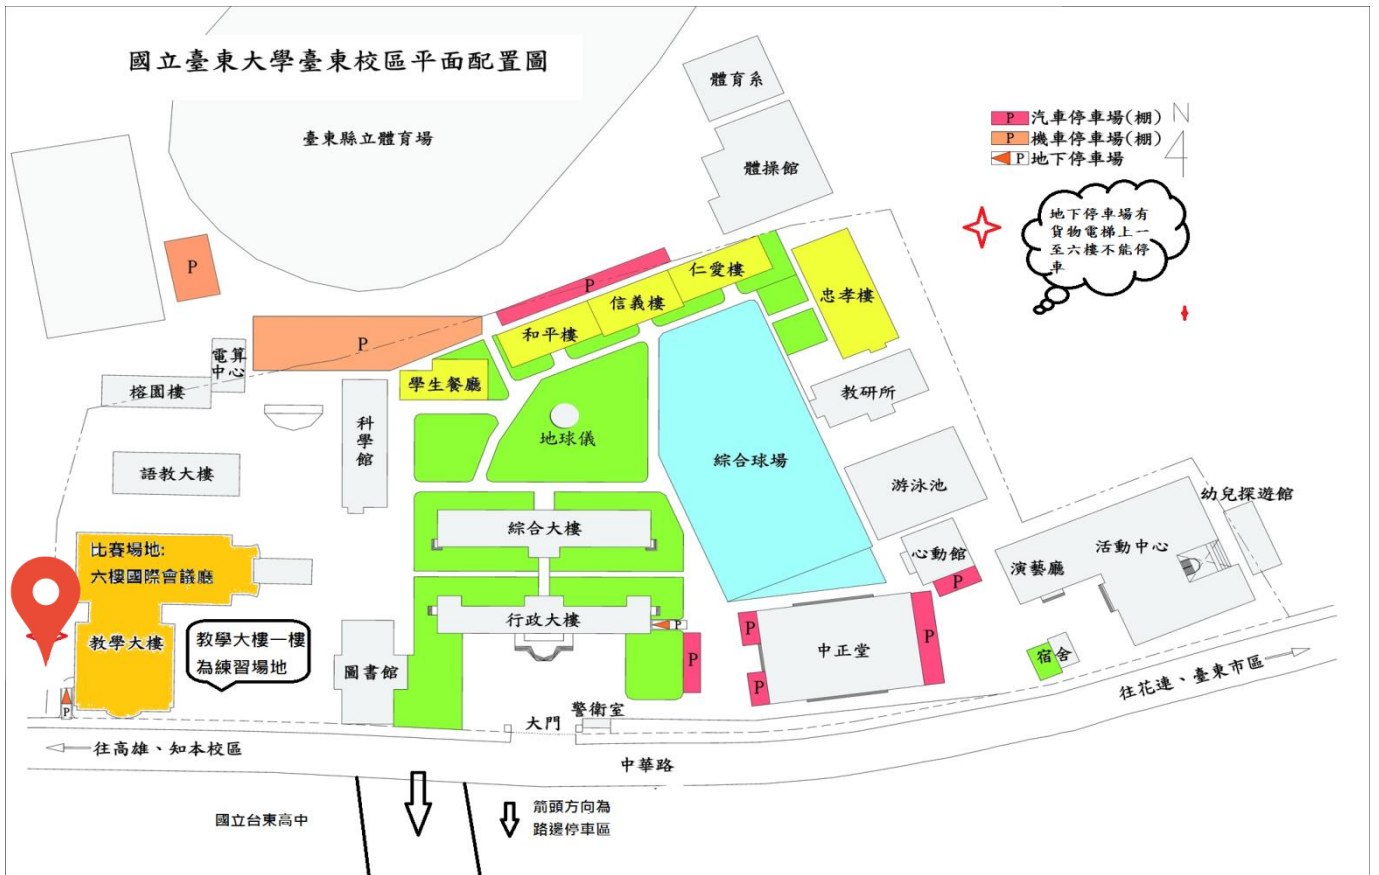 國立臺東大學臺東校區平面配置圖
臺東縣立體育場
體育系
體操館
P 汽車停車場(棚)
P 機車停車場(棚)
P 地下停車場
N
地下停車場有
貨物電梯上一
至六樓不能停
車
P
P
P
仁愛樓
信義樓
和平樓
忠孝樓
電算
中心
榕園樓
學生餐廳
科學館
地球儀
教研所
語教大樓
綜合球場
游泳池
幼兒探遊館
綜合大樓
心動館
P
演藝廳
活動中心
比賽場地:
六樓國際會議廳
行政大樓
P
P
P
P
P
中正堂
教學大樓
教學大樓一樓
為練習場地
圖書館
宿舍
P
大門
警衛室
往花連、臺東市區
往高雄、知本校區
中華路
國立台東高中
箭頭方向為
路邊停車區